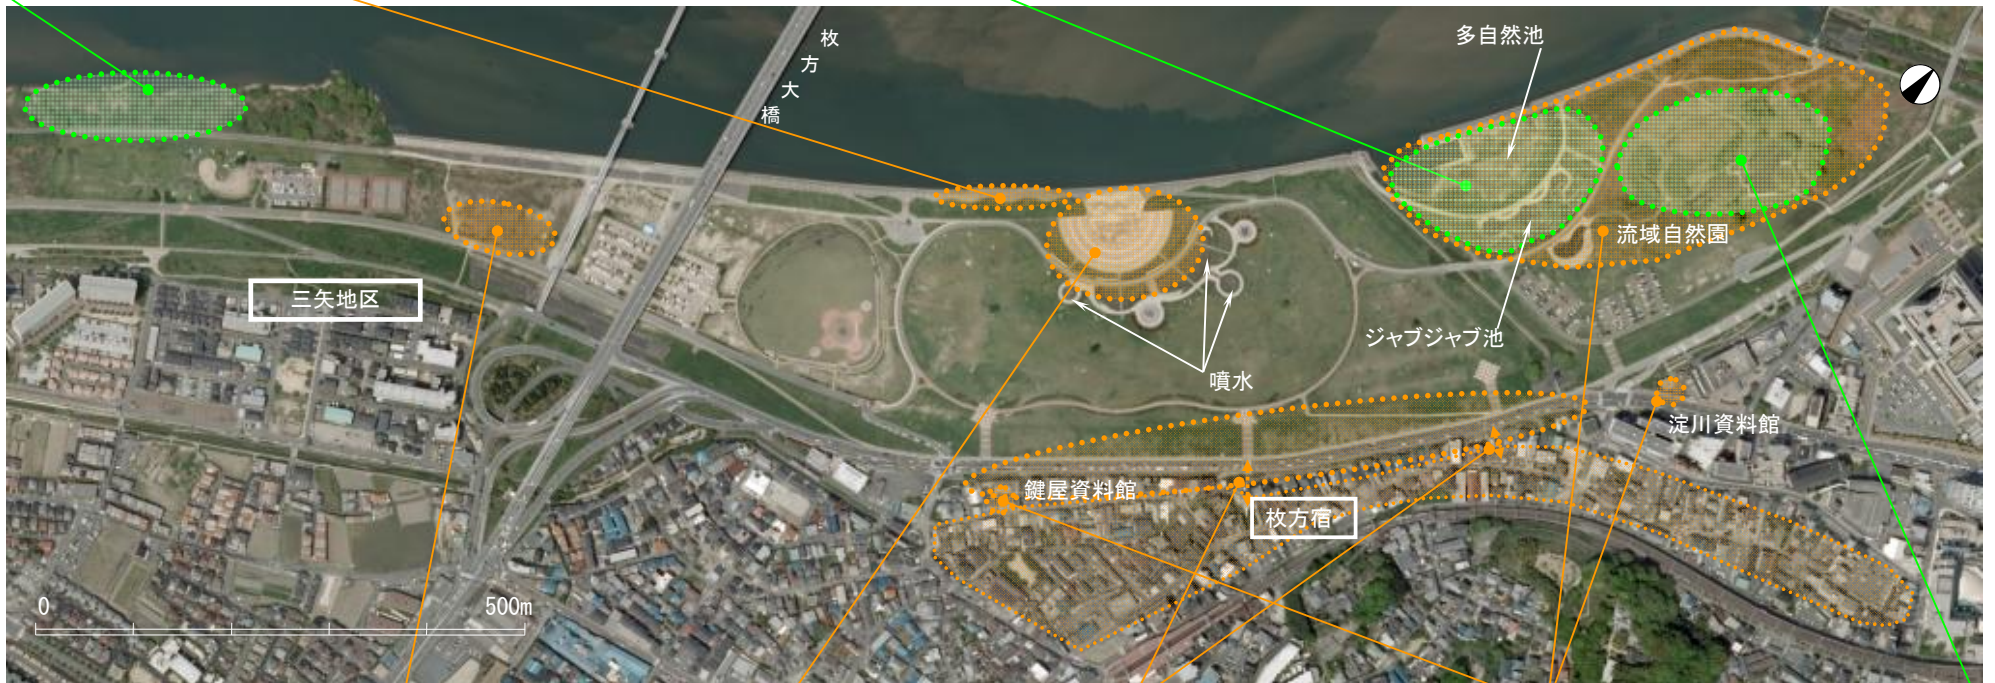 枚方大橋
多自然池
流域自然園
三矢地区
ジャブジャブ池
噴水
淀川資料館
鍵屋資料館
枚方宿
0 500m